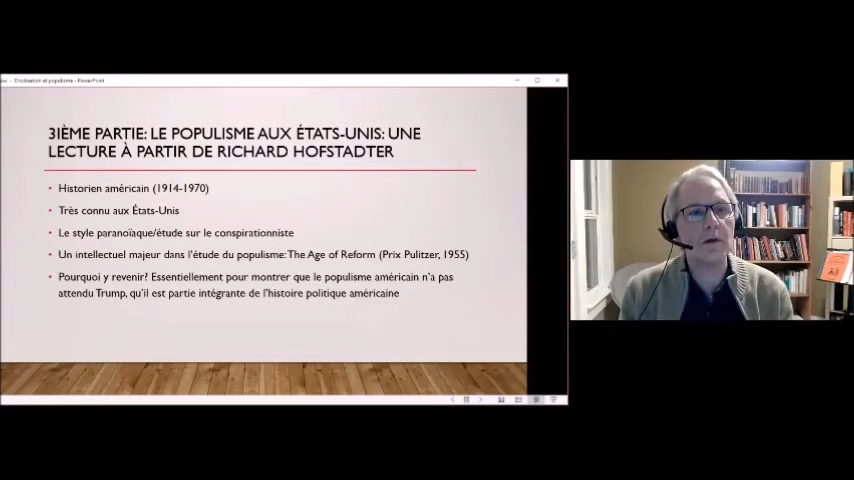 Droitisation et populisme - PowerPoint
3IÈME PARTIE: LE POPULISME AUX ÉTATS-UNIS: UNE
LECTURE À PARTIR DE RICHARD HOFSTADTER
• Historien américain (1914-1970)
• Très connu aux États-Unis
• Le style paranoïaque/étude sur le conspirationniste
• Un intellectuel majeur dans l'étude du populisme: The Age of Reform (Prix Pulitzer, 1955)
• Pourquoi y revenir? Essentiellement pour montrer que le populisme américain n'a pas
attendu Trump, qu'il est partie intégrante de l'histoire politique américaine